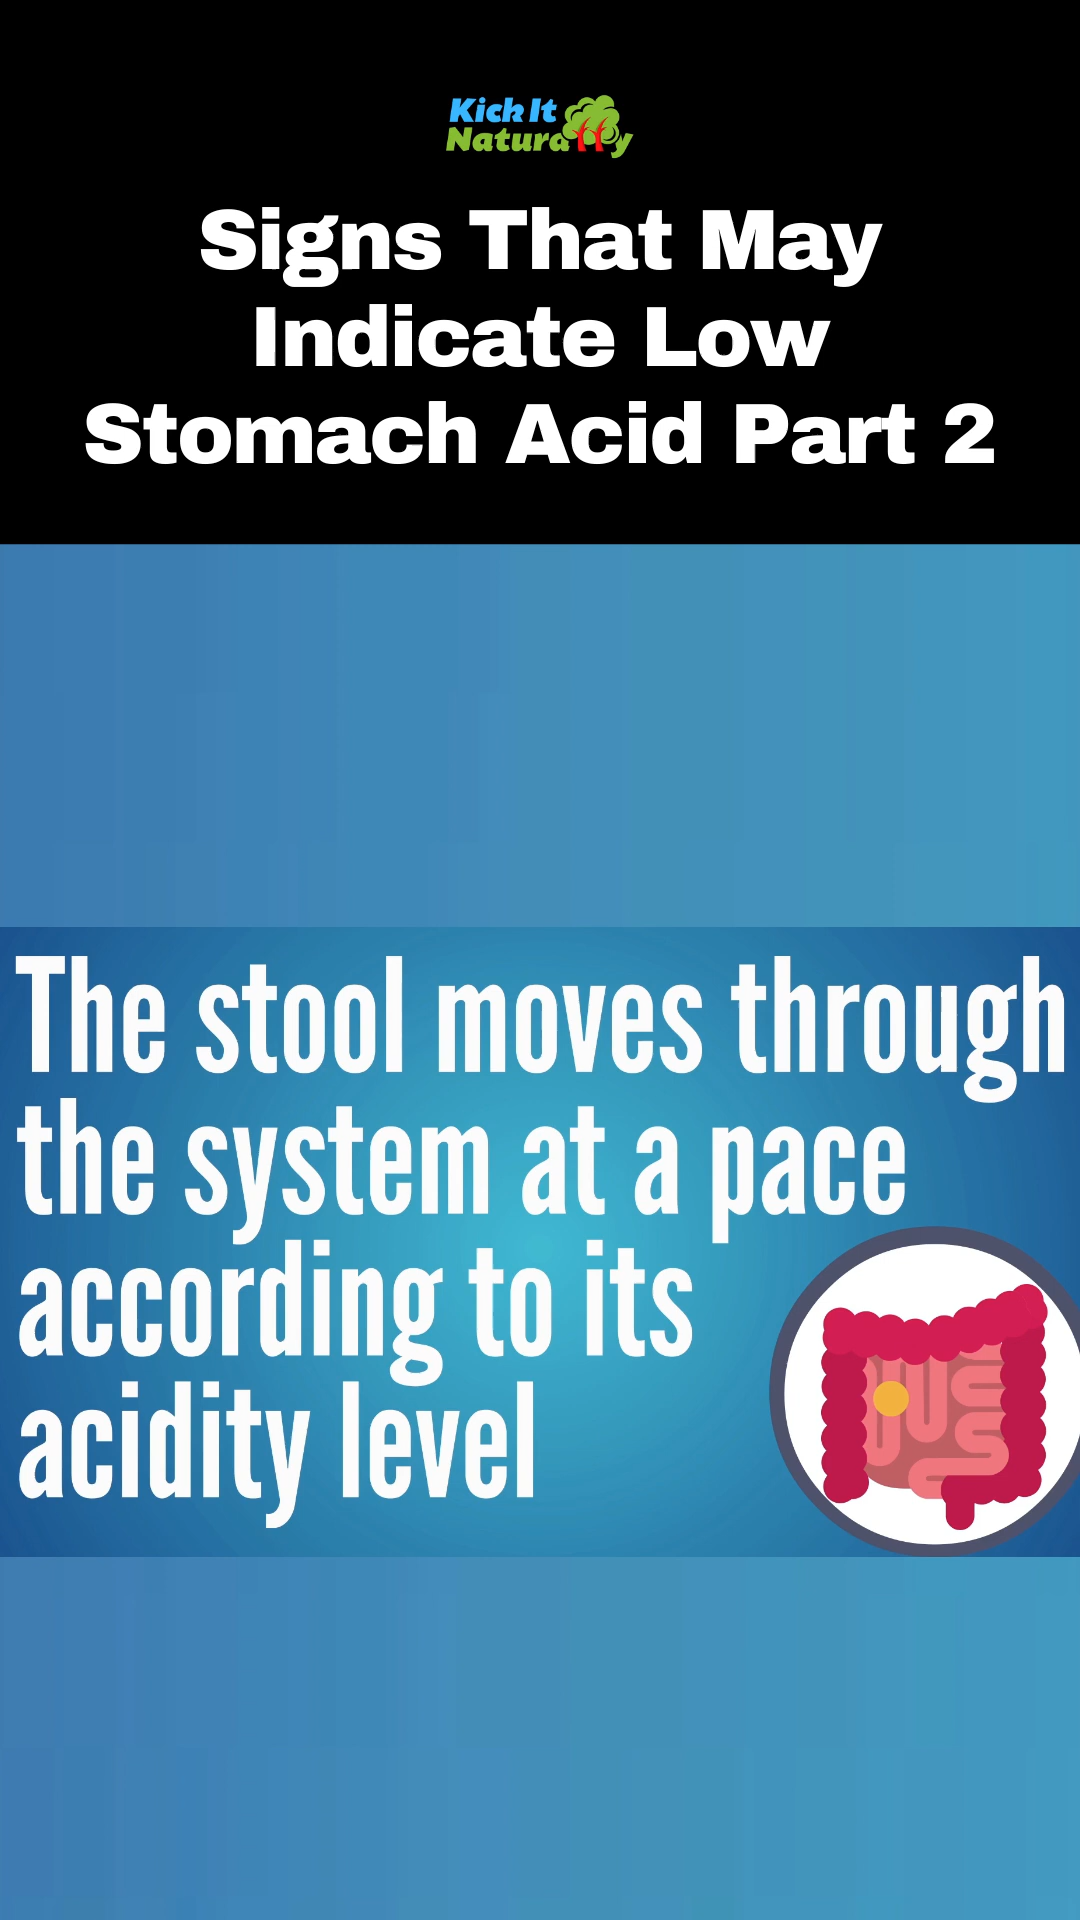 Kick It
Naturally
Signs That May
Indicate Low
Stomach Acid Part 2
The stool moves through
the system at a pace
according to its
acidity level